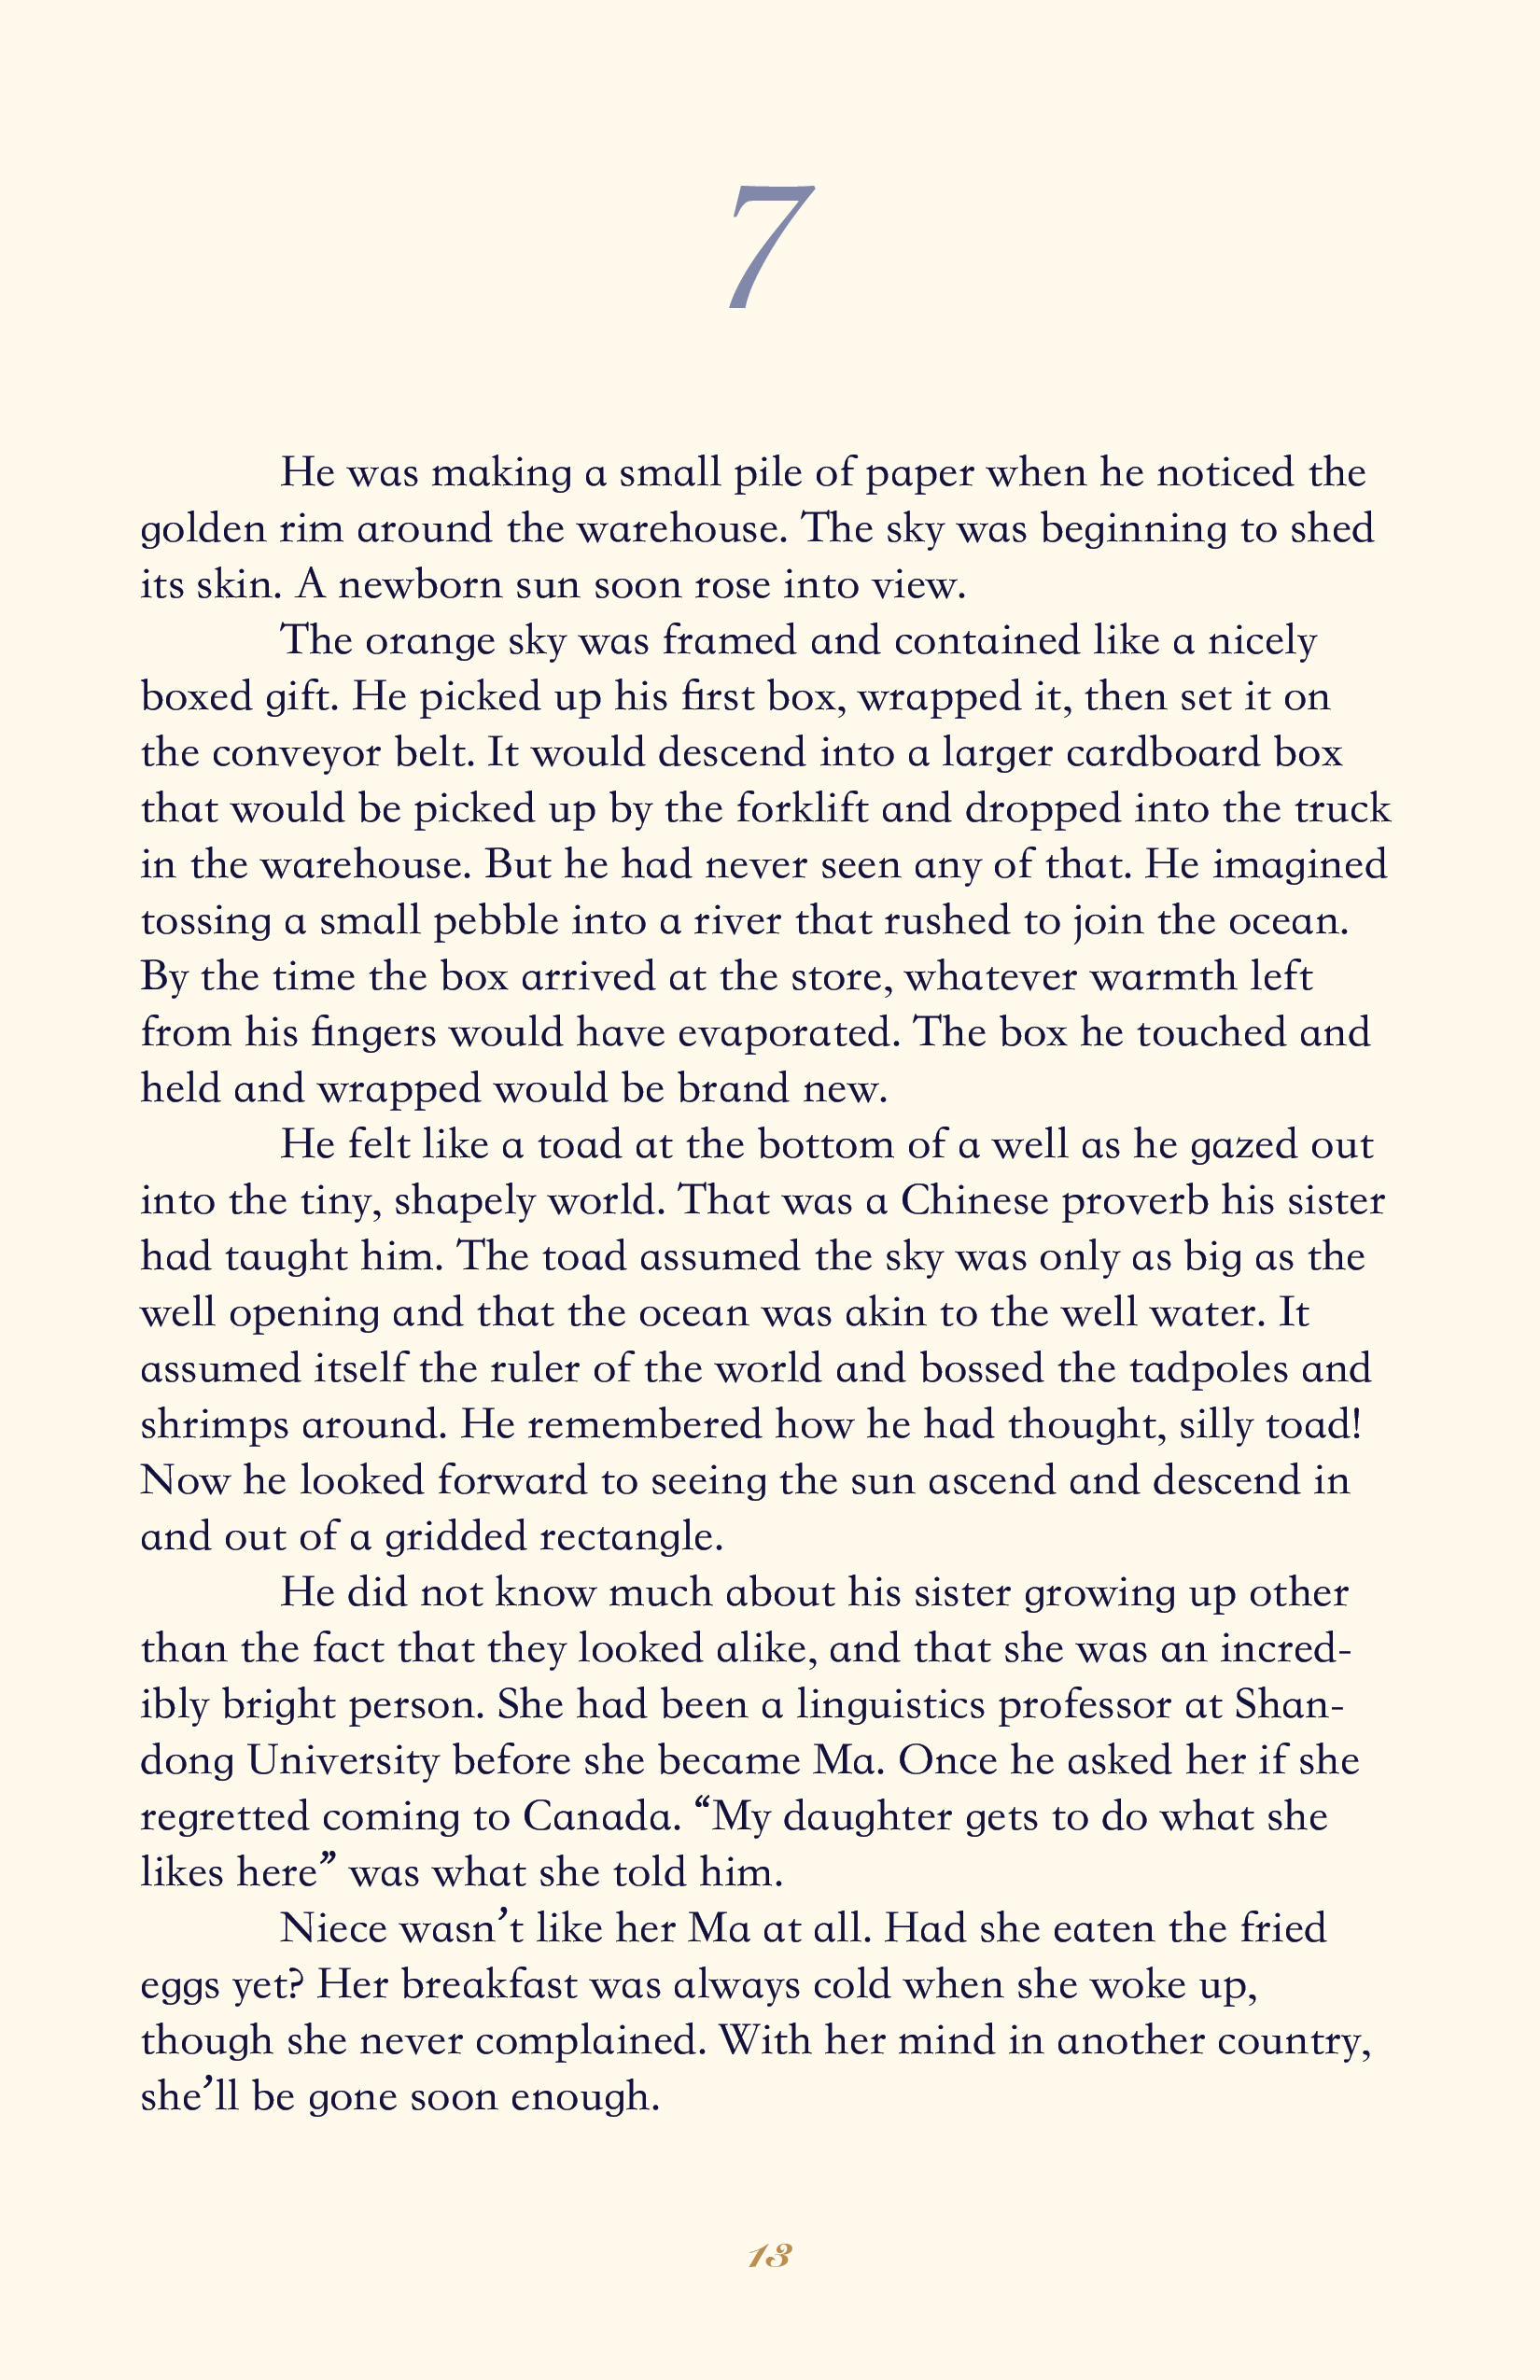 7
He was making a small pile of paper when he noticed the
golden rim around the warehouse. The sky was beginning to shed
its skin. A newborn sun soon rose into view.
The orange sky was framed and contained like a nicely
boxed gift. He picked up his first box, wrapped it, then set it on
the conveyor belt. It would descend into a larger cardboard box
that would be picked up by the forklift and dropped into the truck
in the warehouse. But he had never seen any of that. He imagined
tossing a small pebble into a river that rushed to join the ocean.
By the time the box arrived at the store, whatever warmth left
from his fingers would have evaporated. The box he touched and
held and wrapped would be brand new.
He felt like a toad at the bottom of a well as he gazed out
into the tiny, shapely world. That was a Chinese proverb his sister
had taught him. The toad assumed the sky was only as big as the
well opening and that the ocean was akin to the well water. It
assumed itself the ruler of the world and bossed the tadpoles and
shrimps around. He remembered how he had thought, silly toad!
Now he looked forward to seeing the sun ascend and descend in
and out of a gridded rectangle.
He did not know much about his sister growing up other
than the fact that they looked alike, and that she was an incred-
ibly bright person. She had been a linguistics professor at Shan-
dong University before she became Ma. Once he asked her if she
regretted coming to Canada. “My daughter gets to do what she
likes here” was what she told him.
Niece wasn’t like her Ma at all. Had she eaten the fried
eggs yet? Her breakfast was always cold when she woke up,
though she never complained. With her mind in another country,
she’ll be gone soon enough.
13